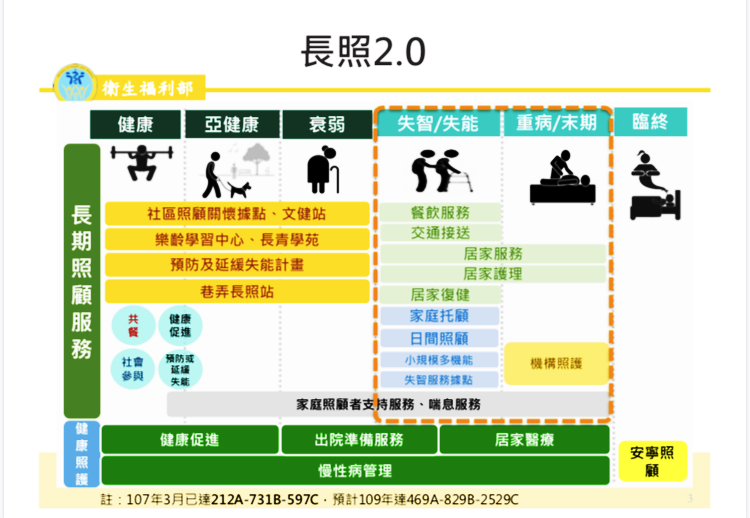 長照2.0
衛生福利部
健康
亞健康
衰弱
失智/失能
重病/末期
臨終
長期照顧服務
社區照顧關懷據點、文健站
樂齡學習中心、長青學苑
預防及延緩失能計畫
巷弄長照站
共餐
健康促進
社會參與
預防或延緩失能
餐飲服務
交通接送
居家服務
居家護理
居家復健
家庭托顧
日間照顧
小規模多機能
失智服務據點
機構照護
家庭照顧者支持服務、喘息服務
健康照護
健康促進
出院準備服務
居家醫療
慢性病管理
安寧照顧
註：107年3月已達212A-731B-597C，預計109年達469A-829B-2529C
3